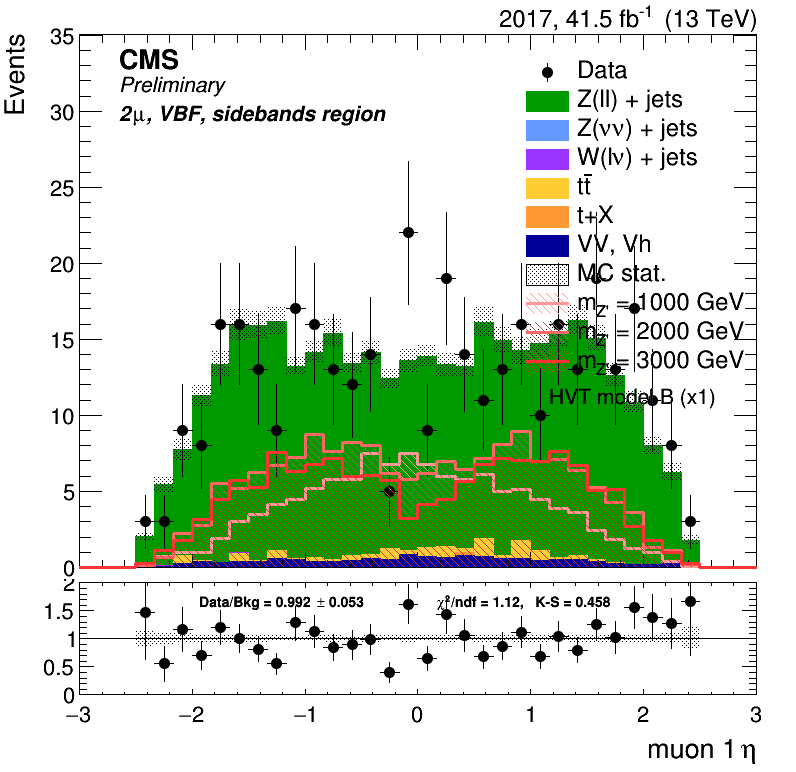 2017, 41.5 fb⁻¹ (13 TeV)
Events
CMS
Preliminary
2μ, VBF, sidebands region
Data
Z(ll) + jets
Z(νν) + jets
W(lν) + jets
tt̄
t+X
VV, Vh
MC stat.
m_Z' = 1000 GeV
m_Z' = 2000 GeV
m_Z' = 3000 GeV
HVT model B (x1)
35
30
25
20
15
10
5
0
Data/Bkg = 0.992 ± 0.053 χ²/ndf = 1.12, K-S = 0.458
2
1.5
1
0.5
0
−3 −2 −1 0 1 2 3
muon 1 η